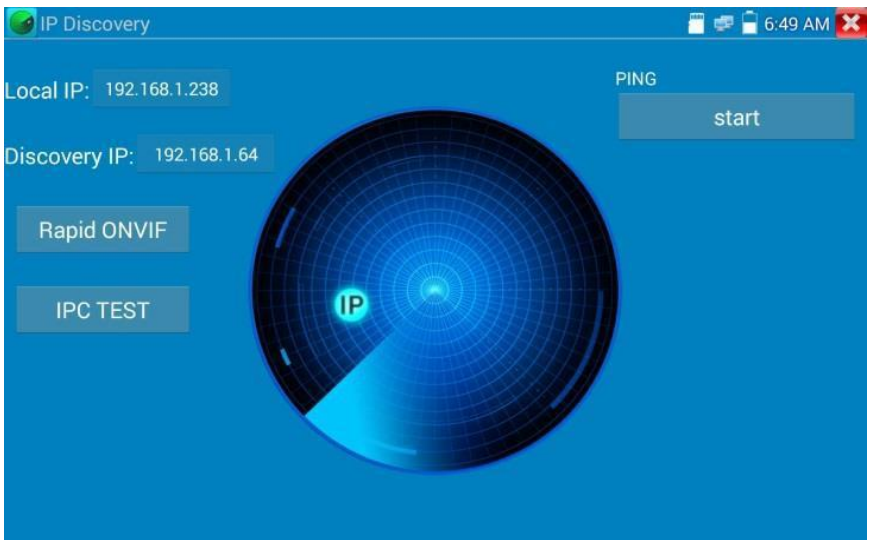 IP Discovery
6:49 AM
Local IP: 192.168.1.238
PING
start
Discovery IP: 192.168.1.64
Rapid ONVIF
IP
IPC TEST